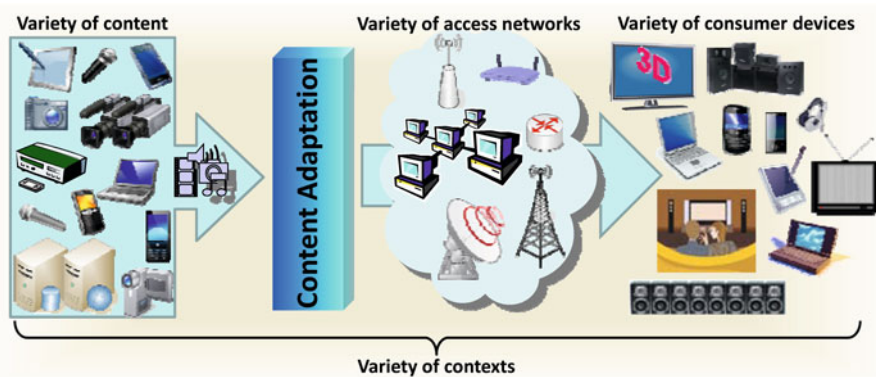 Variety of content
Variety of access networks
Variety of consumer devices
Content Adaptation
3D
Variety of contexts